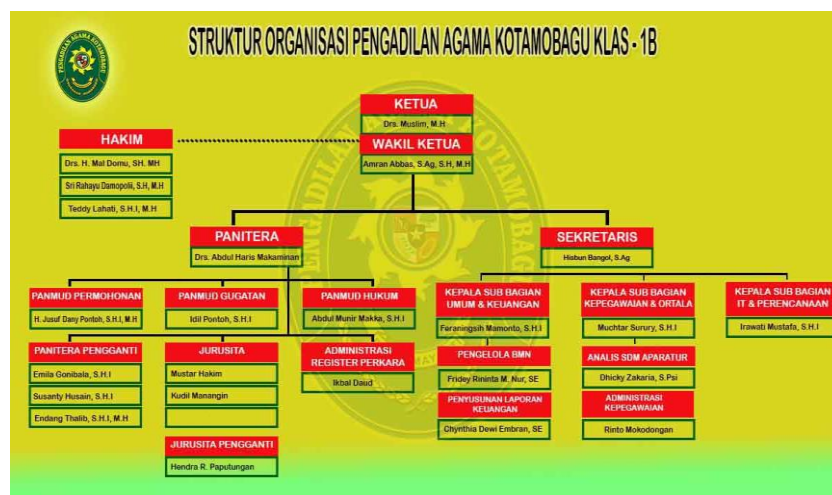 STRUKTUR ORGANISASI PENGADILAN AGAMA KOTAMOBAGU KLAS - 1B
PENGADILAN AGAMA KOTAMOBAGU
KETUA
Drs. Muslim, M.H
WAKIL KETUA
Amran Abbas, S.Ag, S.H, M.H
HAKIM
Drs. H. Mal Domu, SH. MH
Sri Rahayu Damopolii, S.H, M.H
Teddy Lahati, S.H.I, M.H
PANITERA
Drs. Abdul Haris Makaminan
SEKRETARIS
Hisbun Bangol, S.Ag
PANMUD PERMOHONAN
H. Jusuf Dany Pontoh, S.H.I, M.H
PANMUD GUGATAN
Idil Pontoh, S.H.I
PANMUD HUKUM
Abdul Munir Makka, S.H.I
KEPALA SUB BAGIAN
UMUM & KEUANGAN
Faraningsih Mamonto, S.H.I
KEPALA SUB BAGIAN
KEPEGAWAIAN & ORTALA
Muchtar Surury, S.H.I
KEPALA SUB BAGIAN
IT & PERENCANAAN
Irawati Mustafa, S.H.I
PANITERA PENGGANTI
Emila Gonibala, S.H.I
Susanty Husain, S.H.I
Endang Thalib, S.H.I, M.H
JURUSITA
Mustar Hakim
Kudil Manangin
ADMINISTRASI
REGISTER PERKARA
Ikbal Daud
PENGELOLA BMN
Fridey Rininta M. Nur, SE
ANALIS SDM APARATUR
Dhicky Zakaria, S.Psi
PENYUSUNAN LAPORAN
KEUANGAN
Chynthia Dewi Embran, SE
ADMINISTRASI
KEPEGAWAIAN
Rinto Mokodongan
JURUSITA PENGGANTI
Hendra R. Paputungan